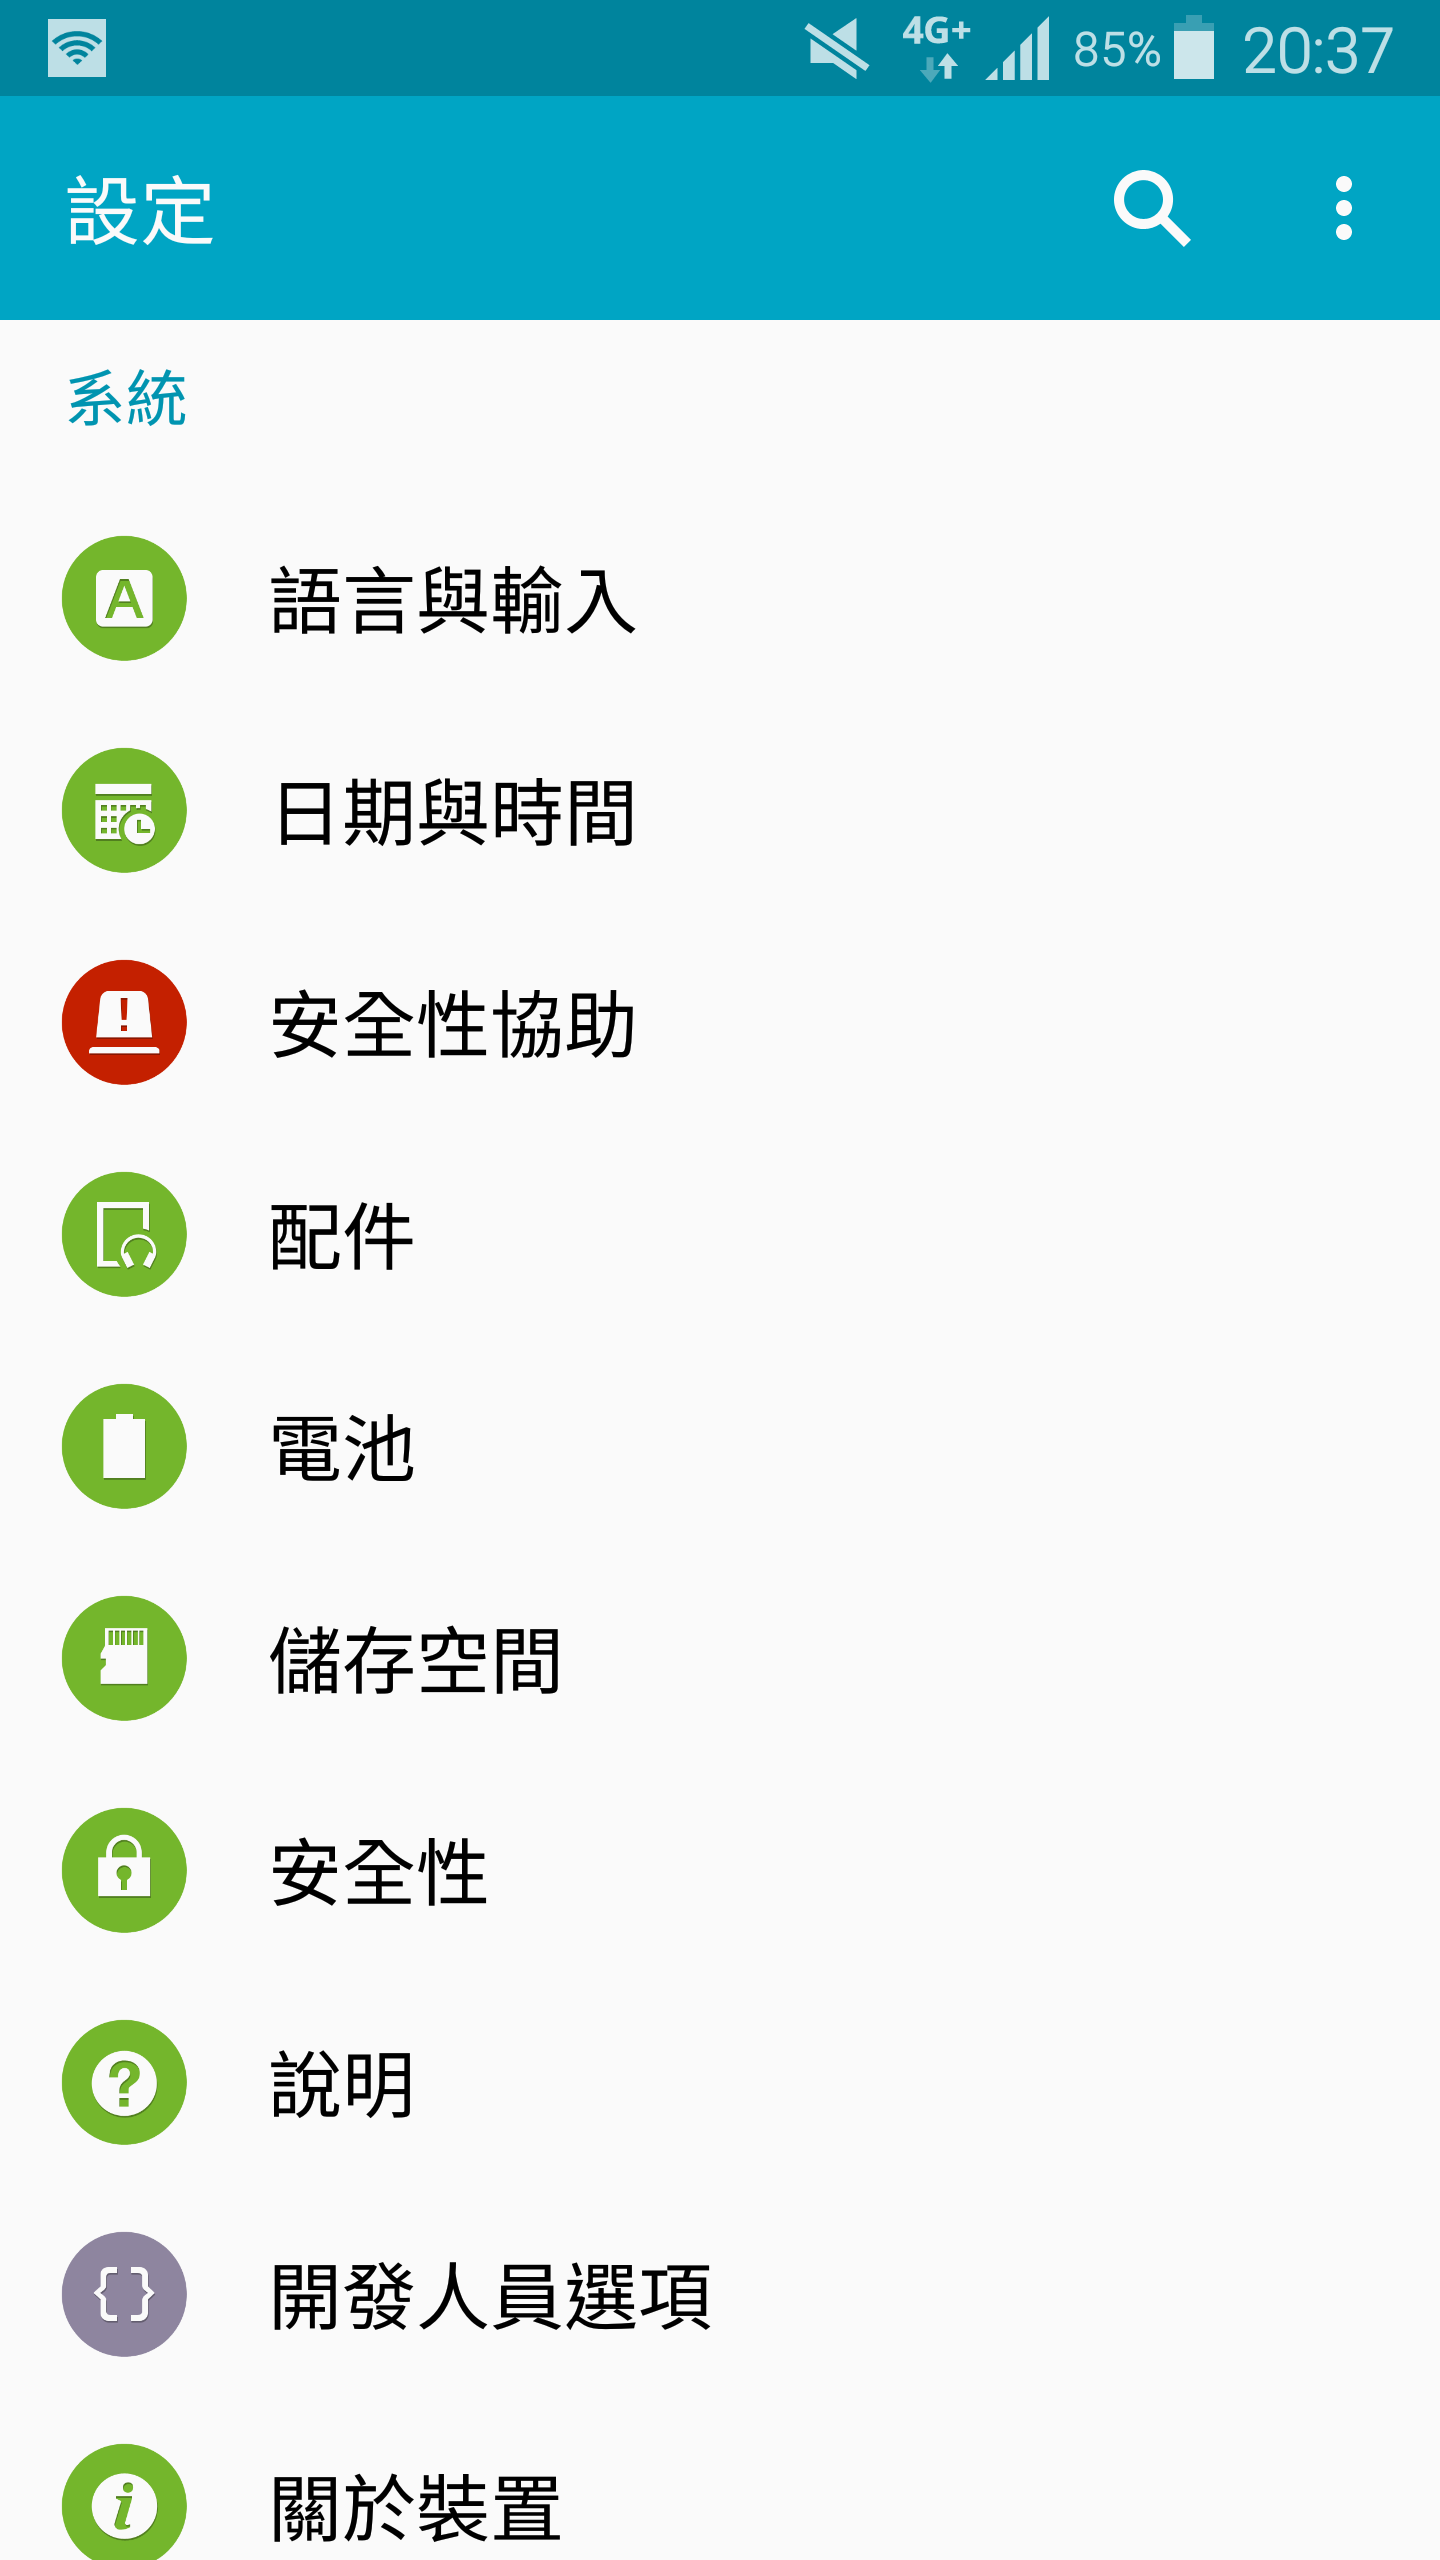 4G+ 85% 20:37
設定
系統
A 語言與輸入
日期與時間
安全性協助
配件
電池
儲存空間
安全性
說明
開發人員選項
關於裝置